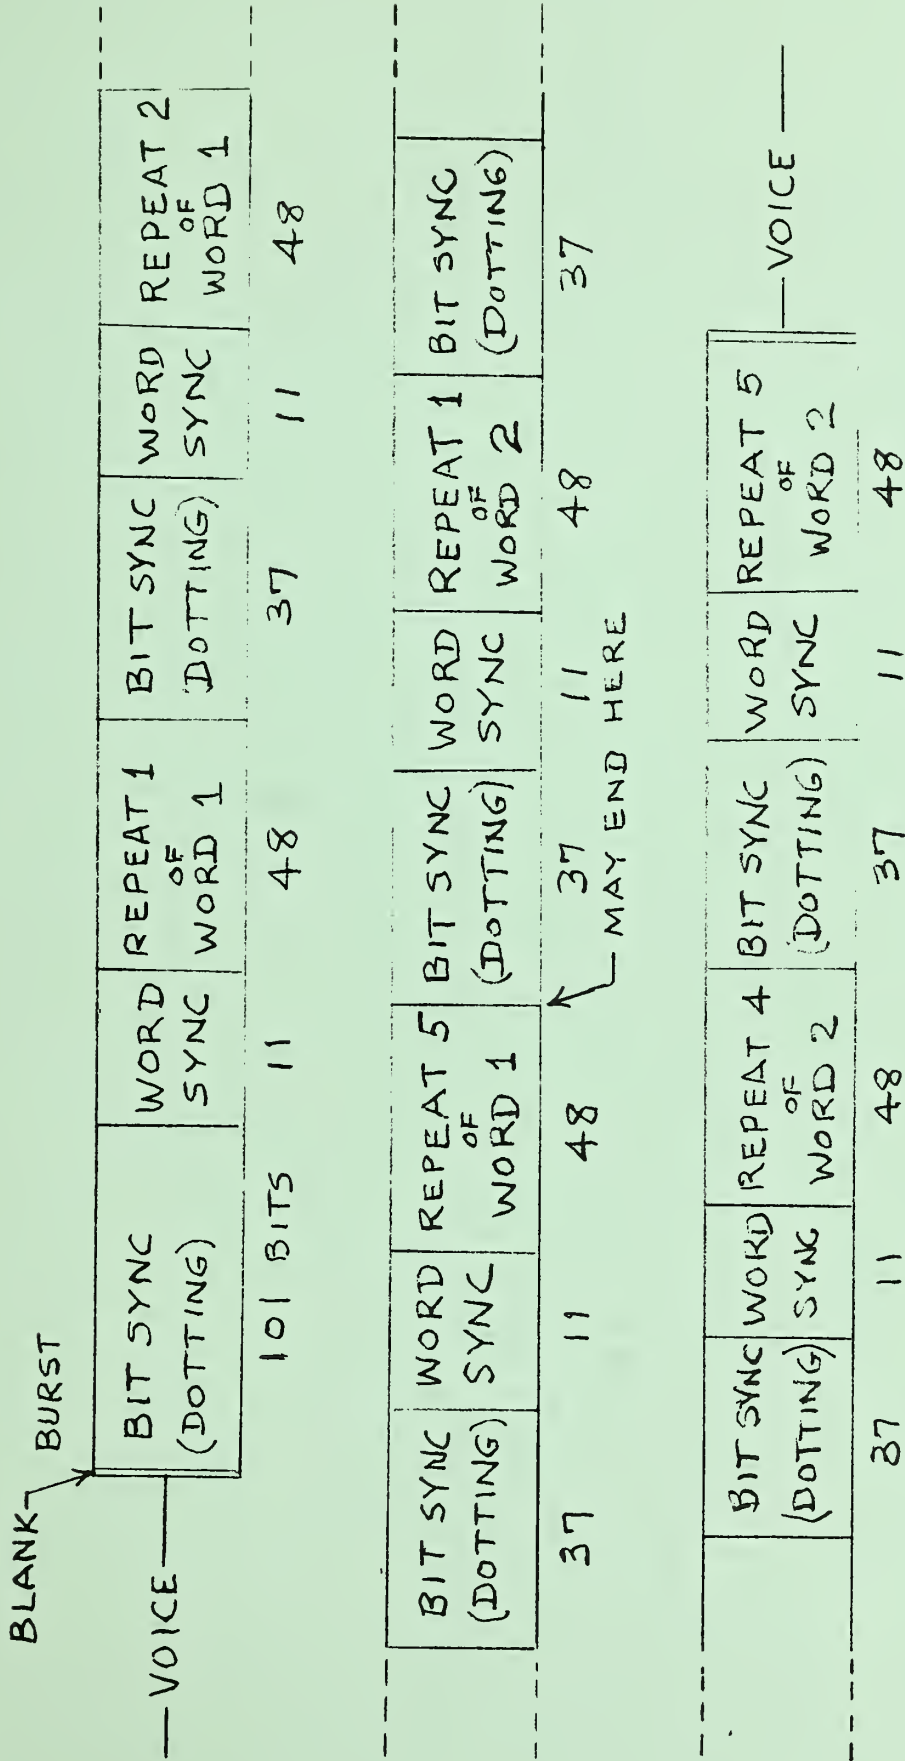 BLANK-
BURST
VOICE
BIT SYNC
(DOTTING)
WORD
SYNC
REPEAT 1
OF
WORD 1
BIT SYNC
(DOTTING)
WORD
SYNC
REPEAT 2
OF
WORD 1
101 BITS
11
48
37
11
48
BIT SYNC
(DOTTING)
WORD
SYNC
REPEAT 5
OF
WORD 1
BIT SYNC
(DOTTING)
WORD
SYNC
REPEAT 1
OF
WORD 2
BIT SYNC
(DOTTING)
37
11
48
37
11
48
37
MAY END HERE
BIT SYNC
(DOTTING)
WORD
SYNC
REPEAT 4
OF
WORD 2
BIT SYNC
(DOTTING)
WORD
SYNC
REPEAT 5
OF
WORD 2
VOICE
37
11
48
37
11
48